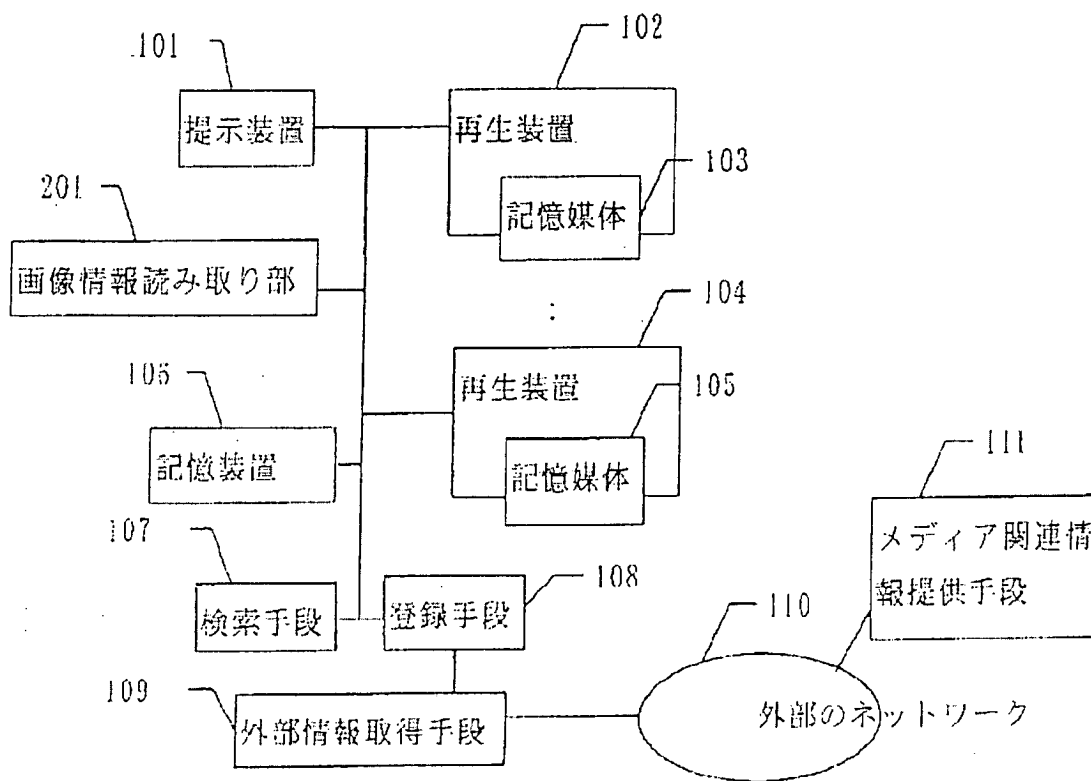 101
102
提示装置
再生装置
103
記憶媒体
201
画像情報読み取り部
:
104
再生装置
105
記憶媒体
106
記憶装置
111
メディア関連情
報提供手段
107
検索手段
108
登録手段
110
外部のネットワーク
109
外部情報取得手段